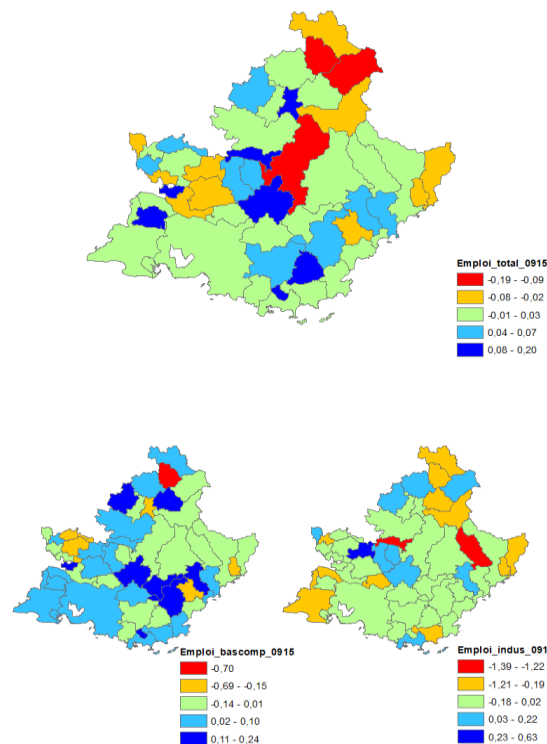 Emploi_total_0915
-0,19 - -0,09
-0,08 - -0,02
-0,01 - 0,03
0,04 - 0,07
0,08 - 0,20
Emploi_bascomp_0915
-0,70
-0,69 - -0,15
-0,14 - 0,01
0,02 - 0,10
0,11 - 0,24
Emploi_indus_091
-1,39 - -1,22
-1,21 - -0,19
-0,18 - 0,02
0,03 - 0,22
0,23 - 0,63